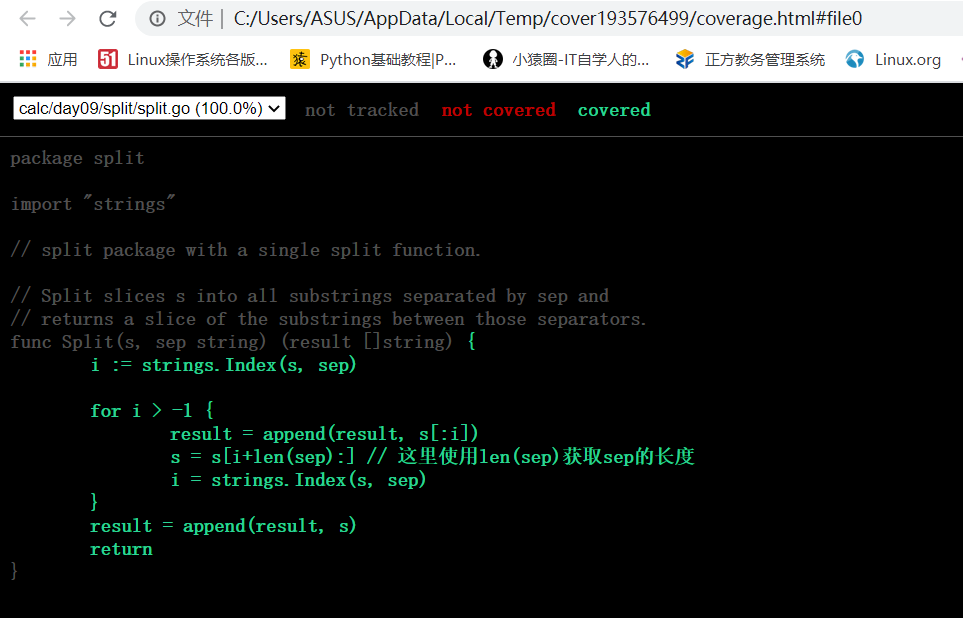 文件 | C:/Users/ASUS/AppData/Local/Temp/cover193576499/coverage.html#file0
应用 51 Linux操作系统各版... 猿 Python基础教程|P... 小猿圈-IT自学人的... 正方教务管理系统 Linux.org
calc/day09/split/split.go (100.0%) not tracked not covered covered
package split
import "strings"
// split package with a single split function.
// Split slices s into all substrings separated by sep and
// returns a slice of the substrings between those separators.
func Split(s, sep string) (result []string) {
i := strings.Index(s, sep)
for i > -1 {
result = append(result, s[:i])
s = s[i+len(sep):] // 这里使用len(sep)获取sep的长度
i = strings.Index(s, sep)
}
result = append(result, s)
return
}